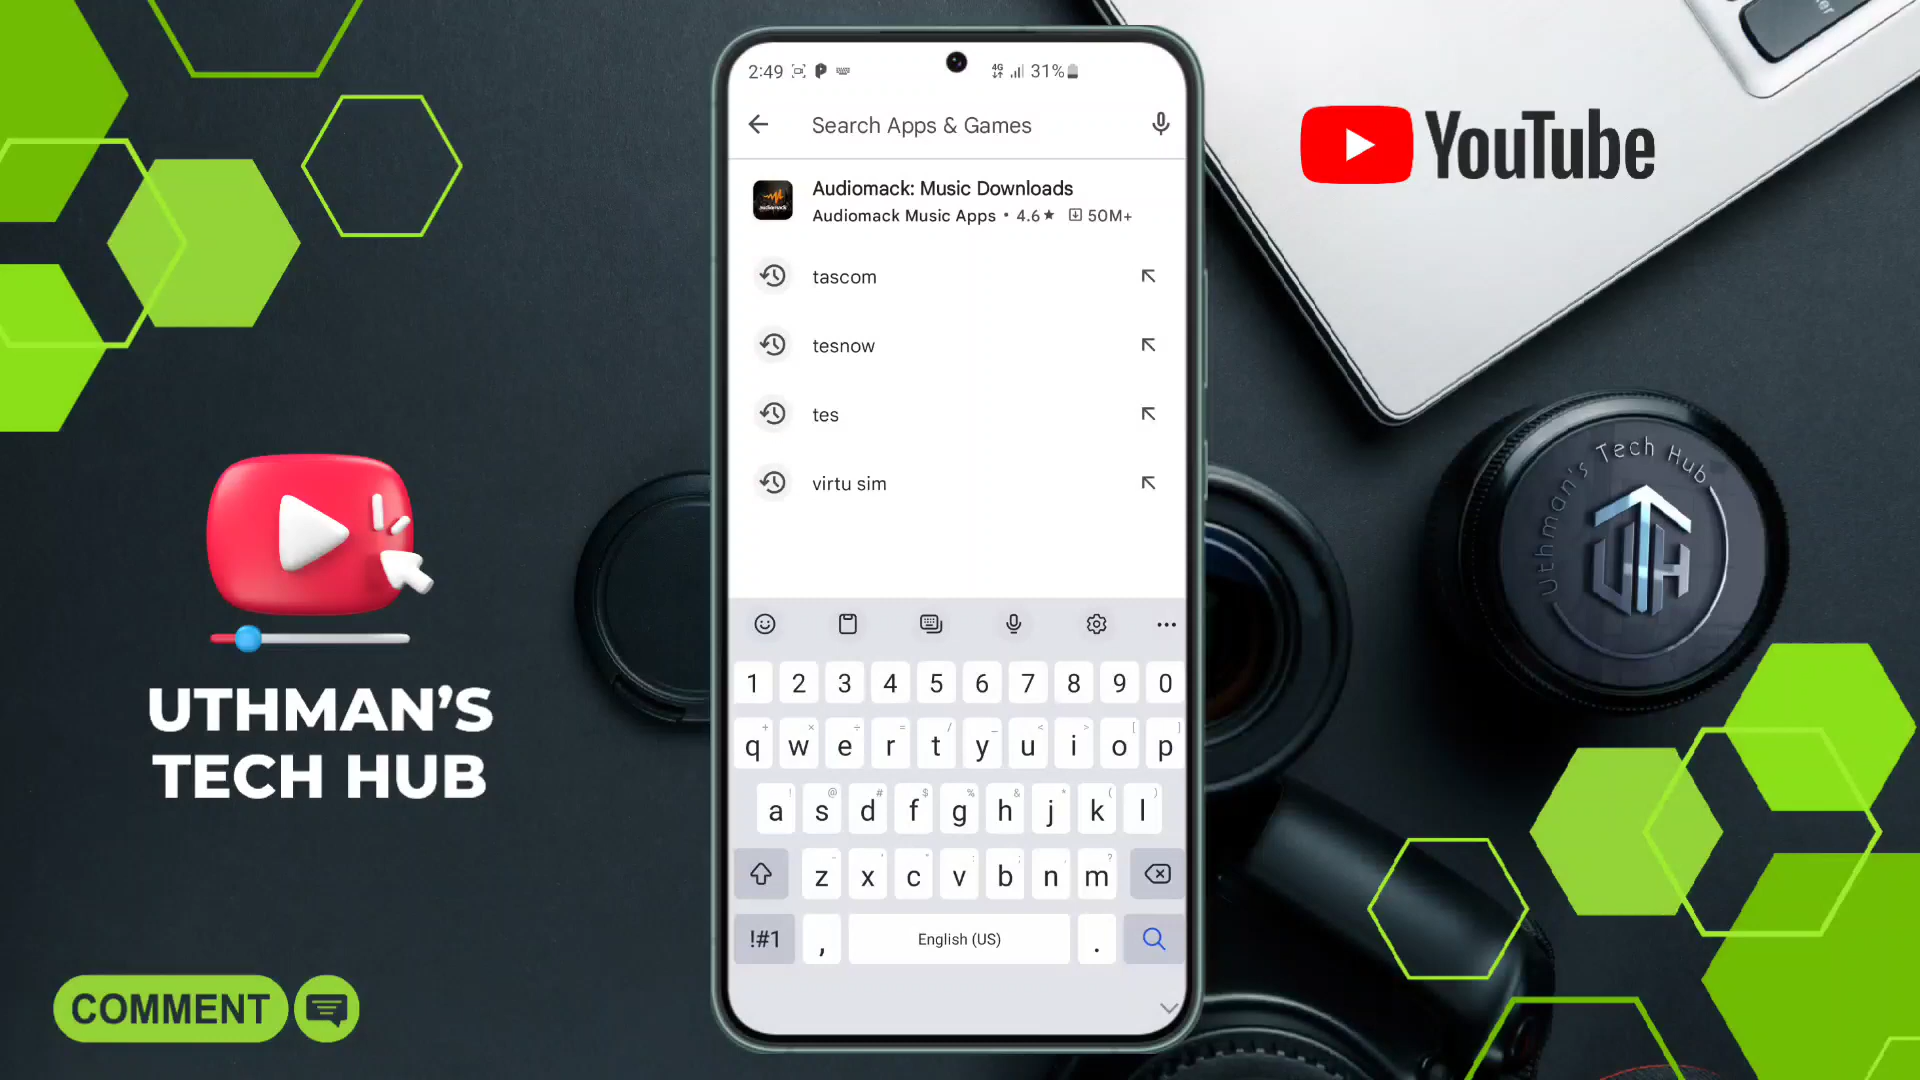 2:49
4G
31%
Search Apps & Games
Audiomack: Music Downloads
Audiomack Music Apps • 4.6★ 50M+
audiomack
tascom
tesnow
tes
virtu sim
1 2 3 4 5 6 7 8 9 0
q w e r t y u i o p
a s d f g h j k l
z x c v b n m
!#1 , English (US) .
YouTube
Uthman's Tech Hub
UTH
UTHMAN'S
TECH HUB
COMMENT